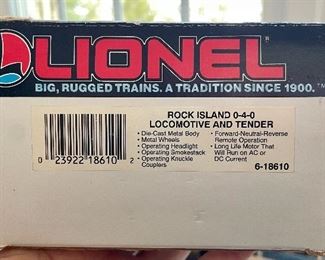 LIONEL
BIG, RUGGED TRAINS. A TRADITION SINCE 1900.™
ROCK ISLAND 0-4-0
LOCOMOTIVE AND TENDER
• Die-Cast Metal Body
• Metal Wheels
• Operating Headlight
• Operating Smokestack
• Operating Knuckle
Couplers
• Forward-Neutral-Reverse
Remote Operation
• Long Life Motor That
Will Run on AC or
DC Current
0 23922 18610 2
6-18610